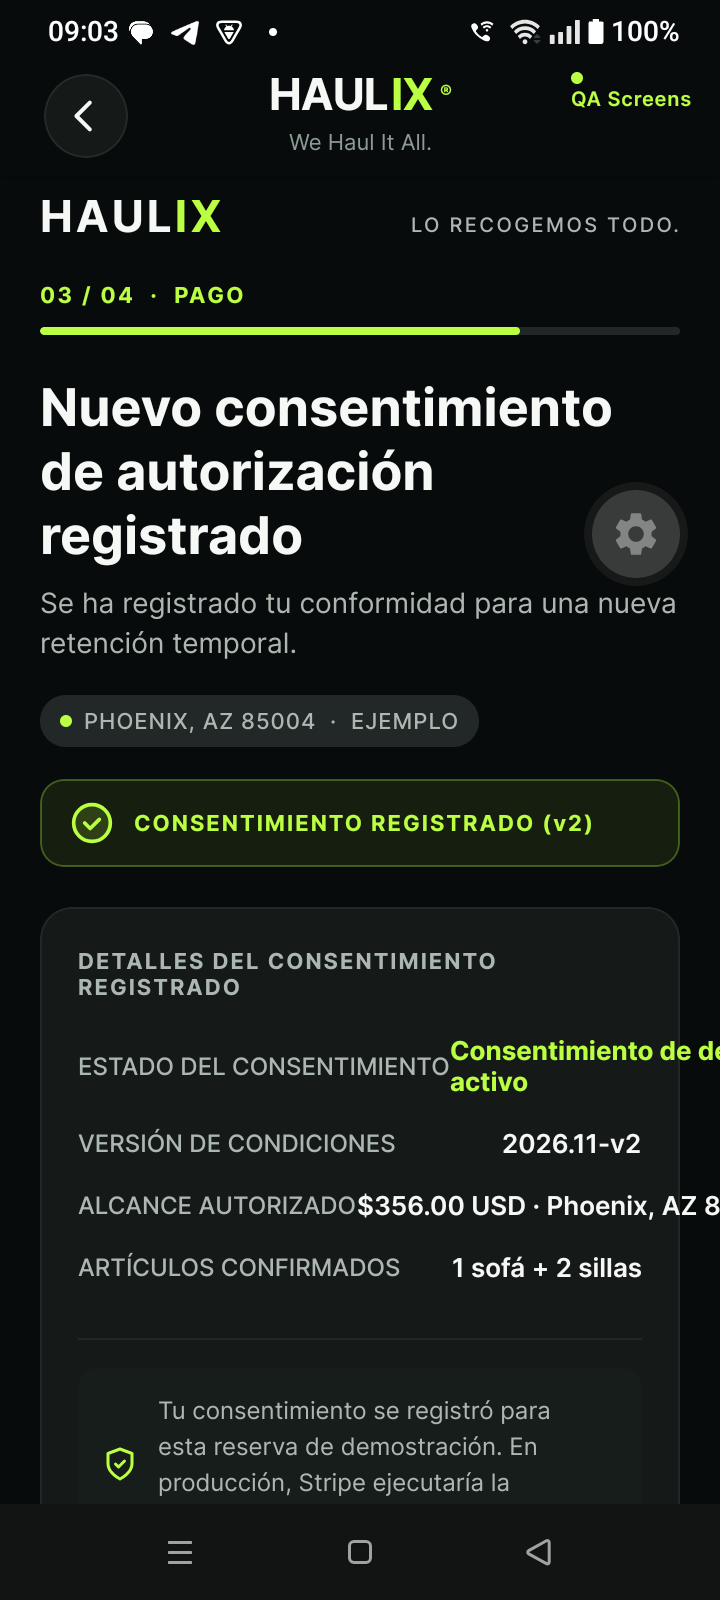 09:03
100%
HAULIX®
QA Screens
We Haul It All.
HAULIX
LO RECOGEMOS TODO.
03 / 04 · PAGO
Nuevo consentimiento
de autorización
registrado
Se ha registrado tu conformidad para una nueva
retención temporal.
PHOENIX, AZ 85004 · EJEMPLO
CONSENTIMIENTO REGISTRADO (v2)
DETALLES DEL CONSENTIMIENTO
REGISTRADO
ESTADO DEL CONSENTIMIENTO
Consentimiento de
activo
VERSIÓN DE CONDICIONES
2026.11-v2
ALCANCE AUTORIZADO
$356.00 USD · Phoenix, AZ 8
ARTÍCULOS CONFIRMADOS
1 sofá + 2 sillas
Tu consentimiento se registró para
esta reserva de demostración. En
producción, Stripe ejecutaría la